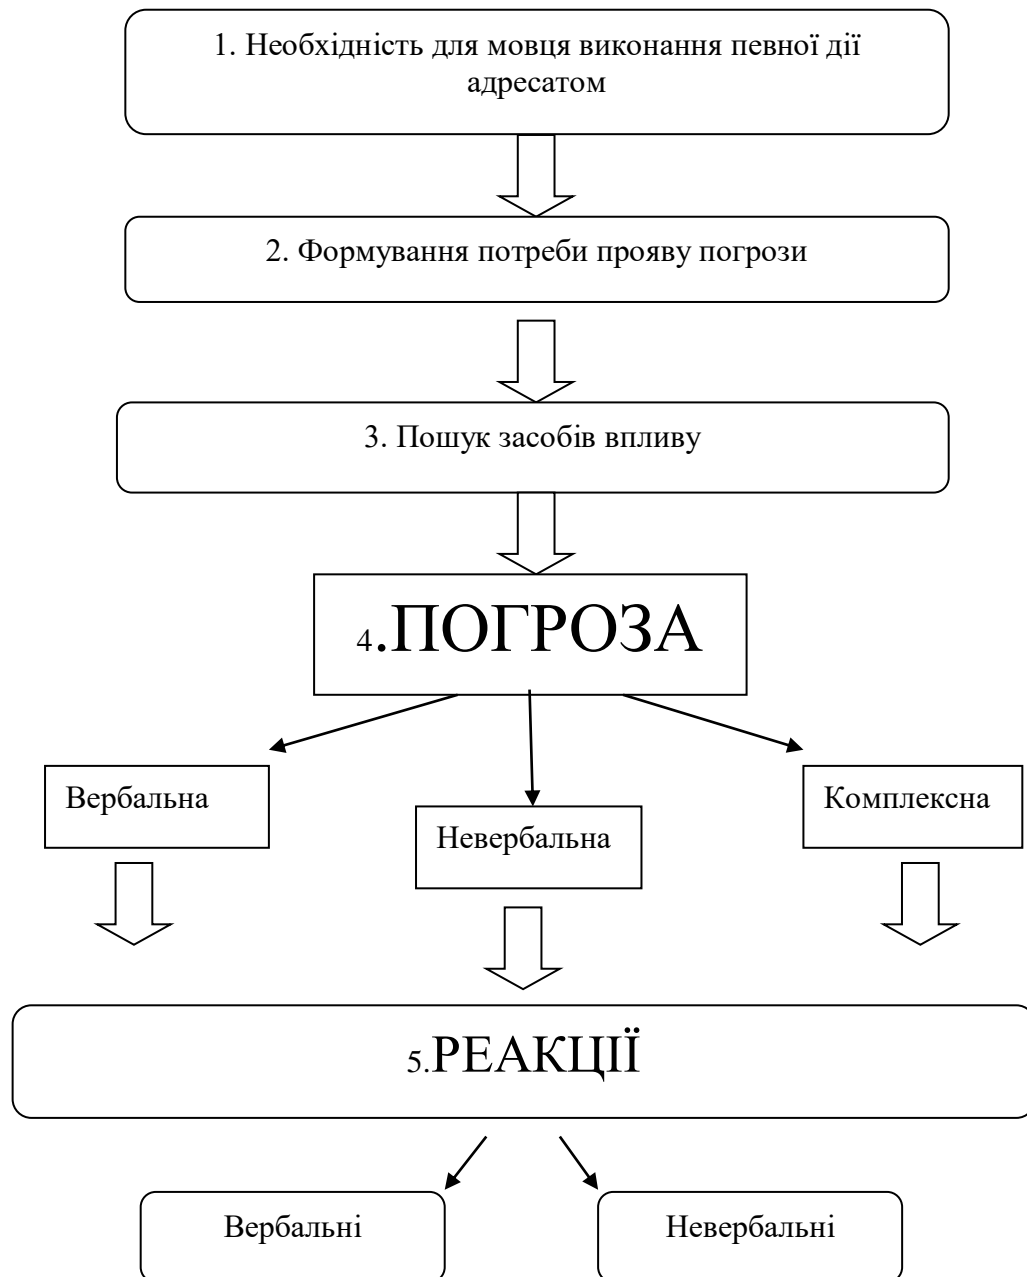 1. Необхідність для мовця виконання певної дії
адресатом
2. Формування потреби прояву погрози
3. Пошук засобів впливу
4.ПОГРОЗА
Вербальна
Невербальна
Комплексна
5.РЕАКЦІЇ
Вербальні
Невербальні